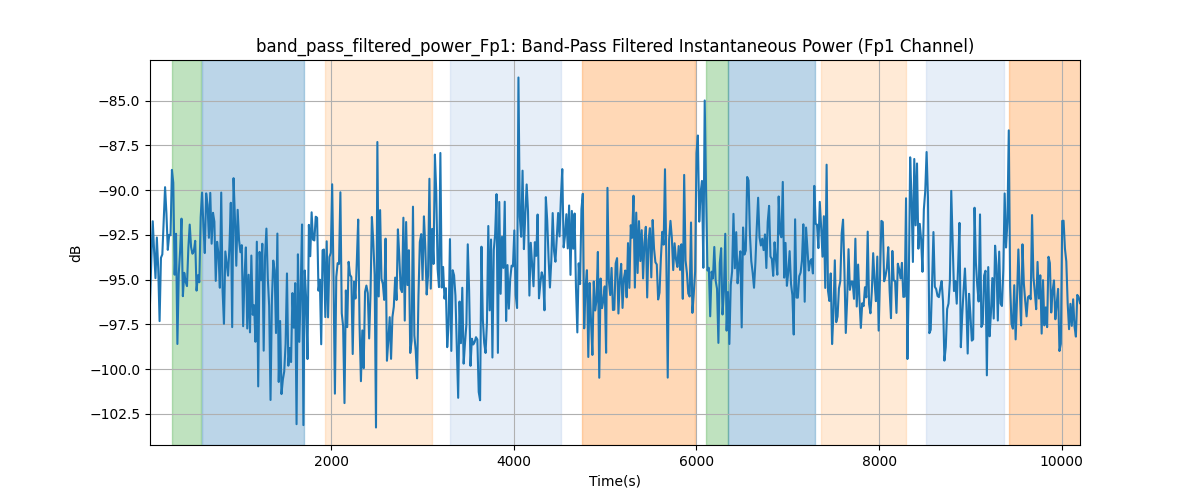 band_pass_filtered_power_Fp1: Band-Pass Filtered Instantaneous Power (Fp1 Channel)
−85.0
−87.5
−90.0
−92.5
−95.0
−97.5
−100.0
−102.5
dB
2000 4000 6000 8000 10000
Time(s)